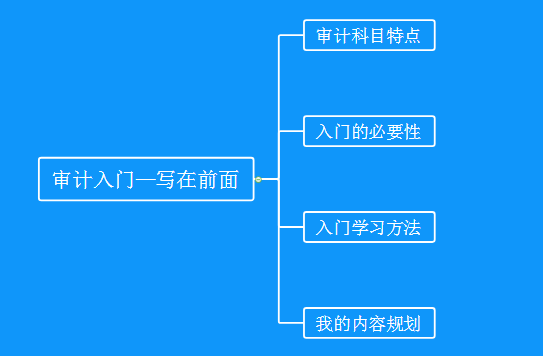 审计科目特点
入门的必要性
审计入门—写在前面
入门学习方法
我的内容规划